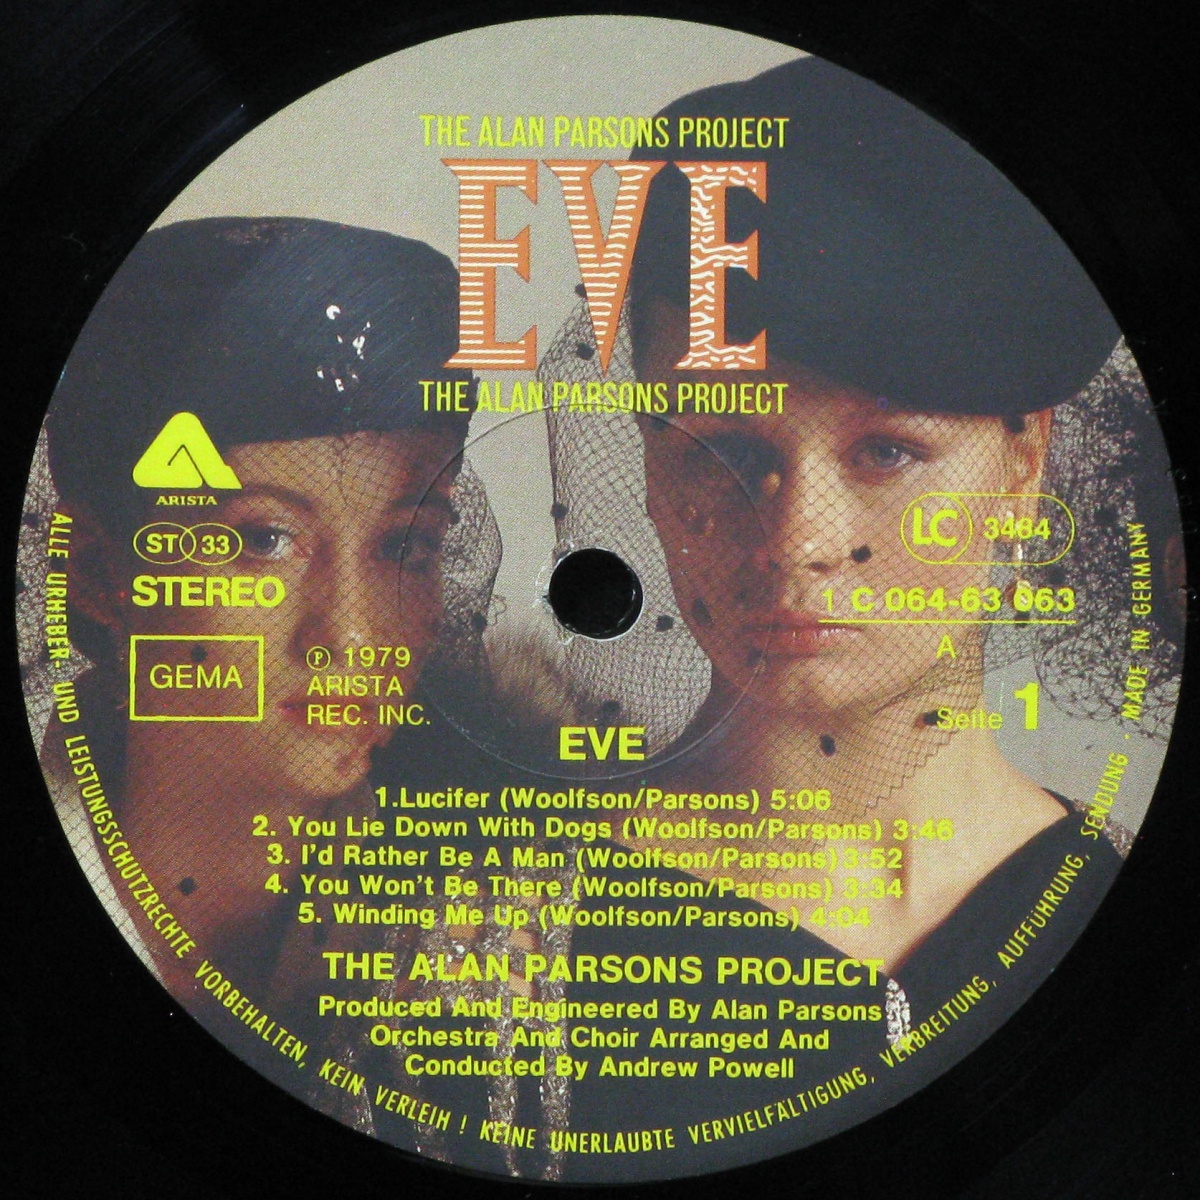 THE ALAN PARSONS PROJECT
EVE
THE ALAN PARSONS PROJECT
ARISTA
ST 33
STEREO
GEMA
Ⓟ 1979
ARISTA
REC. INC.
LC 3484
1 C 064-63 063
A
Seite 1
EVE
1.Lucifer (Woolfson/Parsons) 5:06
2. You Lie Down With Dogs (Woolfson/Parsons) 3:46
3. I'd Rather Be A Man (Woolfson/Parsons) 3:52
4. You Won't Be There (Woolfson/Parsons) 3:34
5. Winding Me Up (Woolfson/Parsons) 4:04
THE ALAN PARSONS PROJECT
Produced And Engineered By Alan Parsons
Orchestra And Choir Arranged And
Conducted By Andrew Powell
ALLE URHEBER- UND LEISTUNGSSCHUTZRECHTE VORBEHALTEN, KEIN VERLEIH ! KEINE UNERLAUBTE VERVIELFÄLTIGUNG, VERBREITUNG, AUFFÜHRUNG, SENDUNG · MADE IN GERMANY